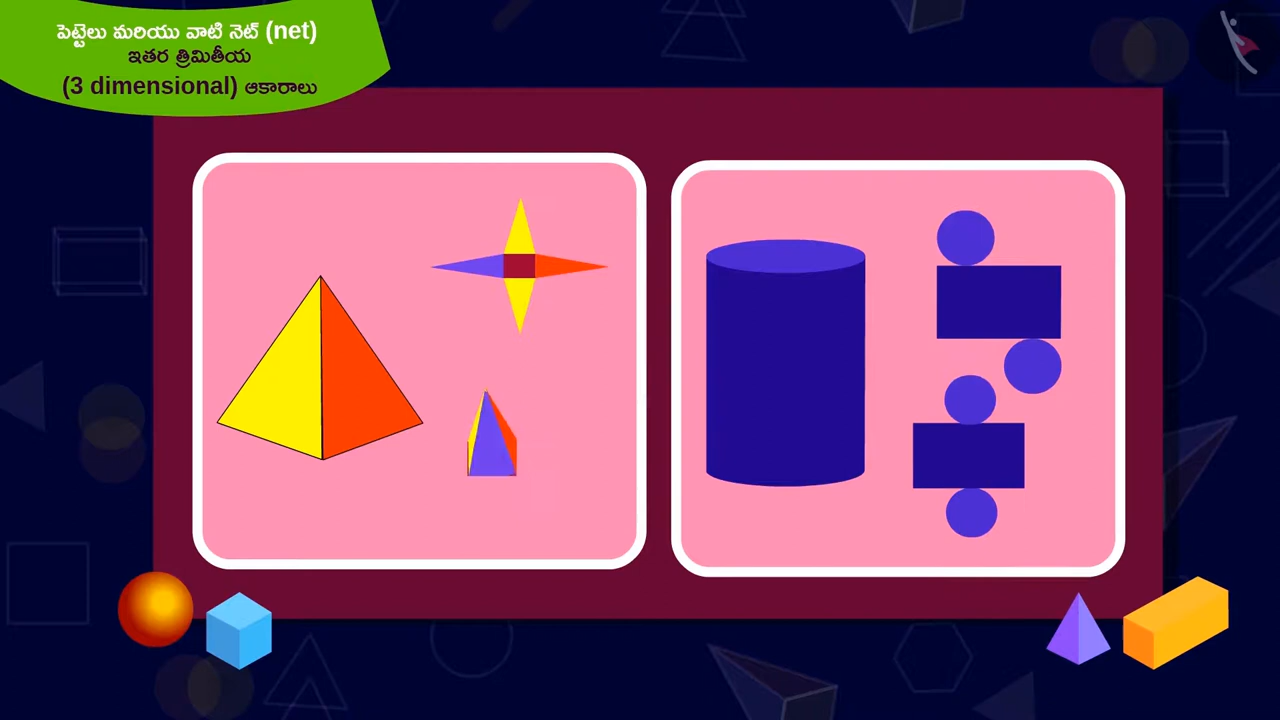 పెట్టెలు మరియు వాటి నెట్ (net)
ఇతర త్రిమితీయ
(3 dimensional) ఆకారాలు